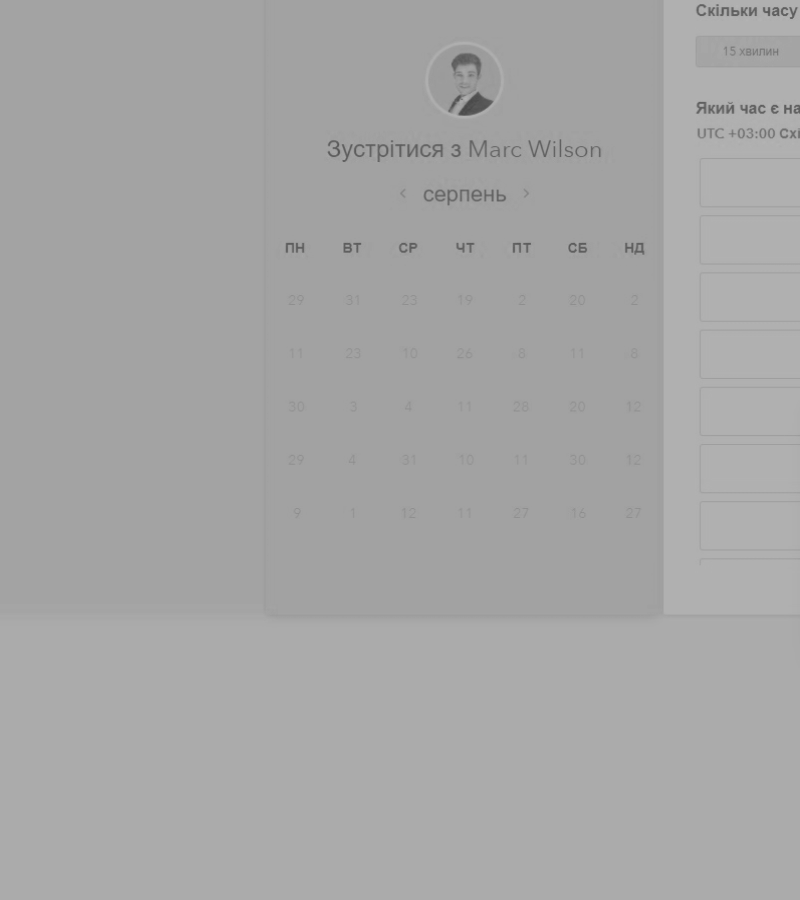 Зустрітися з Marc Wilson
серпень
ПН ВТ СР ЧТ ПТ СБ НД
29 31 23 19 2 20 2
11 23 10 26 8 11 8
30 3 4 11 28 20 12
29 4 31 10 11 30 12
9 1 12 11 27 16 27
Скільки часу
15 хвилин
Який час є на
UTC +03:00 Схі